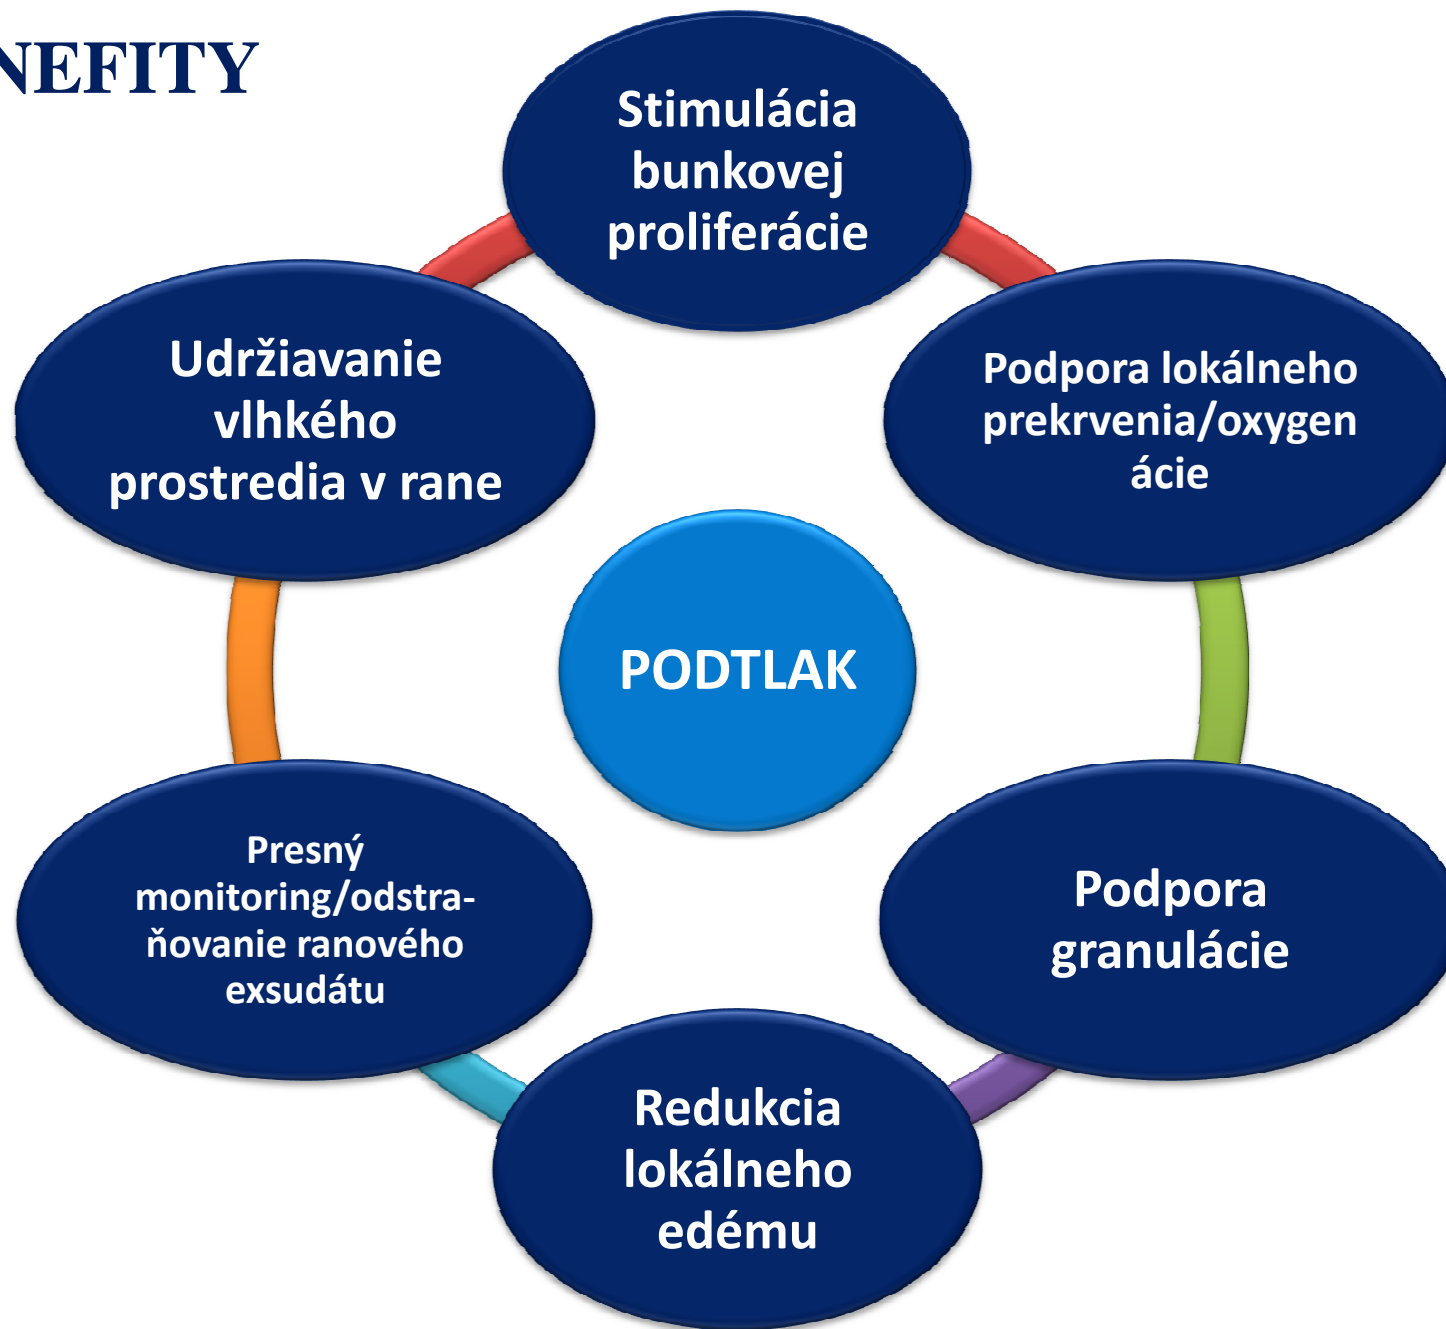 NEFITY
Stimulácia
bunkovej
proliferácie
Udržiavanie
vlhkého
prostredia v rane
Podpora lokálneho
prekrvenia/oxygen
ácie
PODTLAK
Presný
monitoring/odstra-
ňovanie ranového
exsudátu
Podpora
granulácie
Redukcia
lokálneho
edému